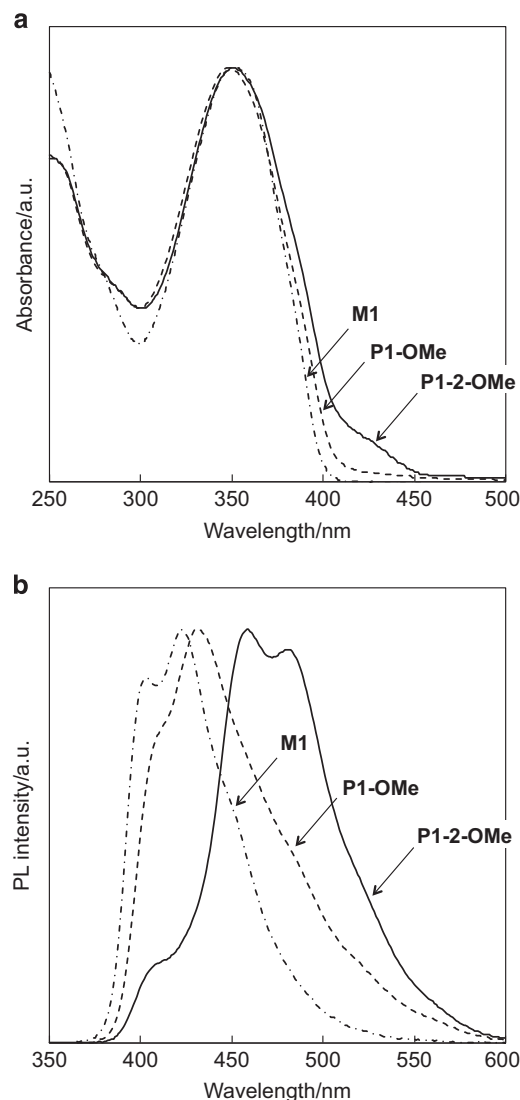 a
Absorbance/a.u.
M1
P1-OMe
P1-2-OMe
250 300 350 400 450 500
Wavelength/nm
b
PL intensity/a.u.
M1
P1-OMe
P1-2-OMe
350 400 450 500 550 600
Wavelength/nm